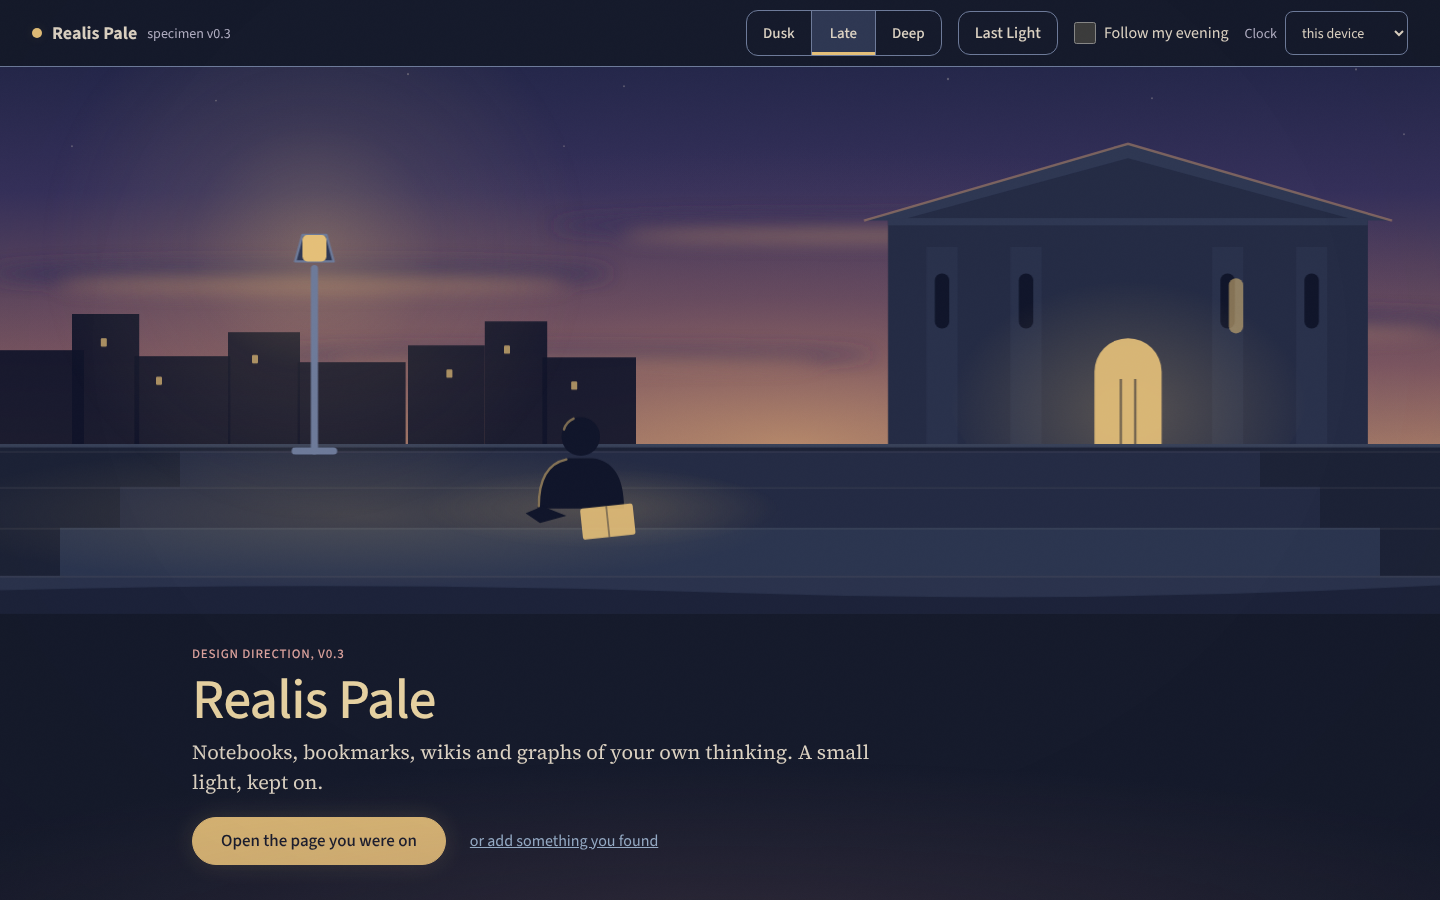 Realis Pale specimen v0.3 Dusk Late Deep Last Light Follow my evening Clock this device
DESIGN DIRECTION, V0.3
Realis Pale
Notebooks, bookmarks, wikis and graphs of your own thinking. A small
light, kept on.
Open the page you were on or add something you found